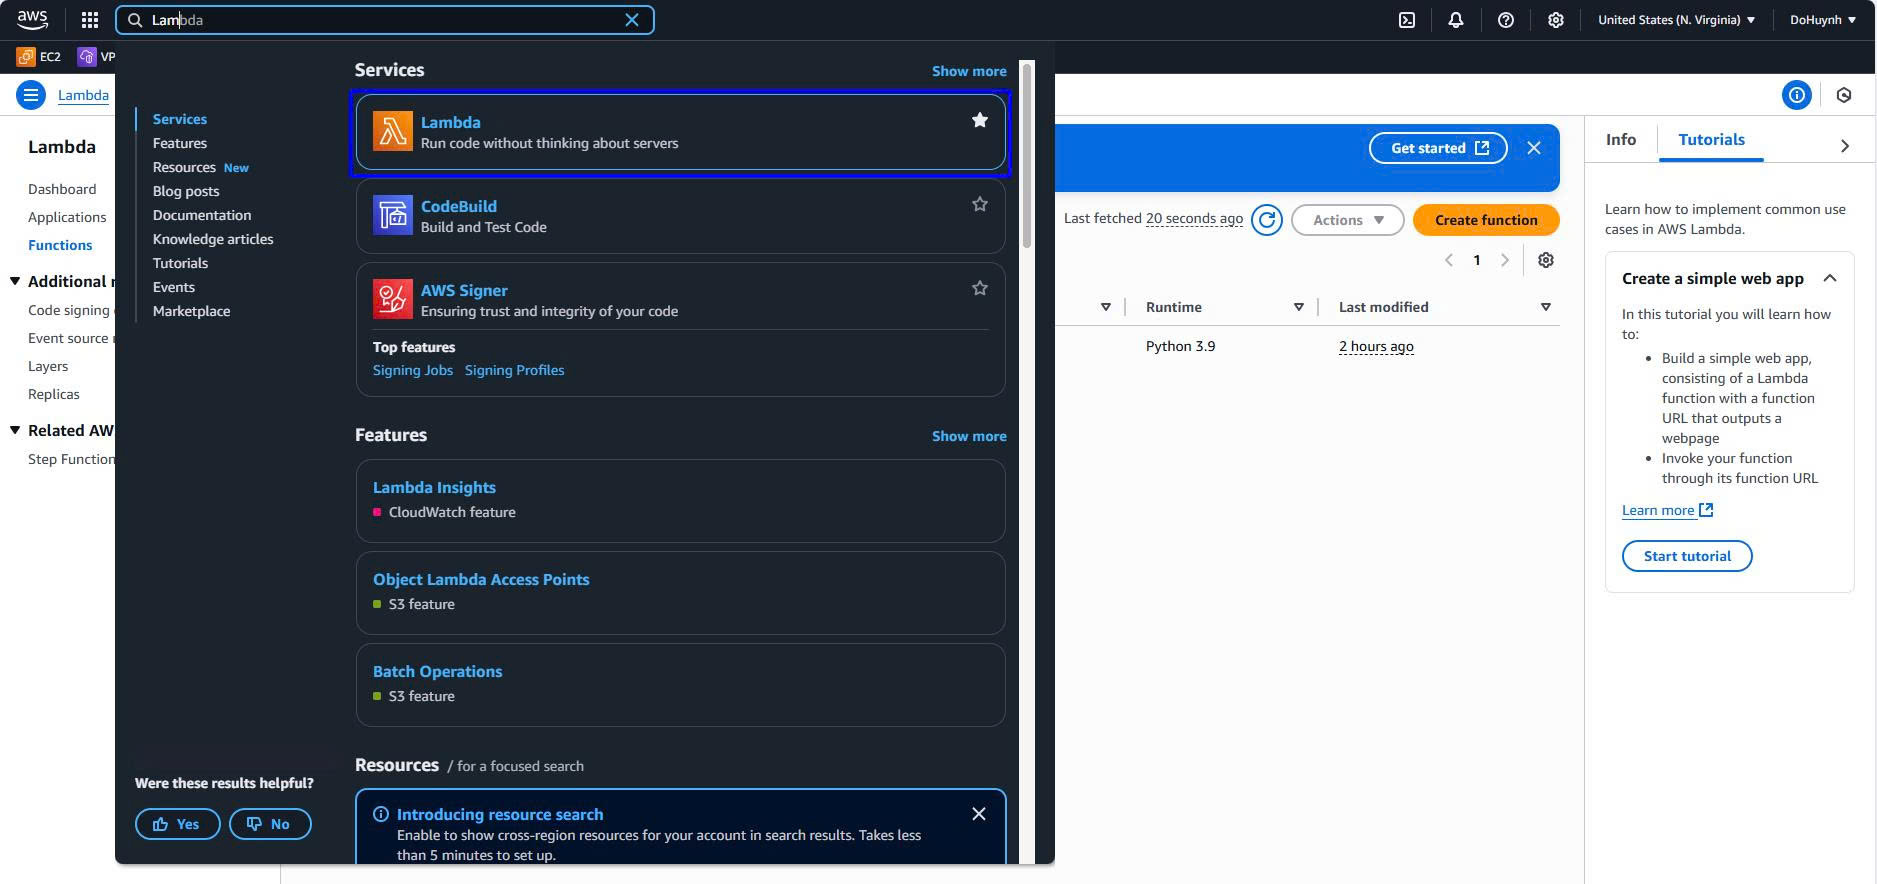 aws
Lambda
United States (N. Virginia)
DoHuynh
EC2
VP
Lambda
Lambda
Dashboard
Applications
Functions
Additional r
Code signing
Event source
Layers
Replicas
Related AW
Step Function
Services
Features
Resources New
Blog posts
Documentation
Knowledge articles
Tutorials
Events
Marketplace
Were these results helpful?
Yes
No
Services
Show more
Lambda
Run code without thinking about servers
CodeBuild
Build and Test Code
AWS Signer
Ensuring trust and integrity of your code
Top features
Signing Jobs Signing Profiles
Features
Show more
Lambda Insights
CloudWatch feature
Object Lambda Access Points
S3 feature
Batch Operations
S3 feature
Resources / for a focused search
Introducing resource search
Enable to show cross-region resources for your account in search results. Takes less
than 5 minutes to set up.
Get started
Last fetched 20 seconds ago
Actions
Create function
1
Runtime
Last modified
Python 3.9
2 hours ago
Info
Tutorials
Learn how to implement common use
cases in AWS Lambda.
Create a simple web app
In this tutorial you will learn how
to:
• Build a simple web app,
consisting of a Lambda
function with a function
URL that outputs a
webpage
• Invoke your function
through its function URL
Learn more
Start tutorial